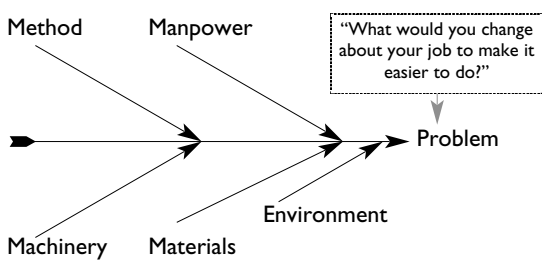 Method
Manpower
“What would you change
about your job to make it
easier to do?”
Problem
Environment
Machinery
Materials